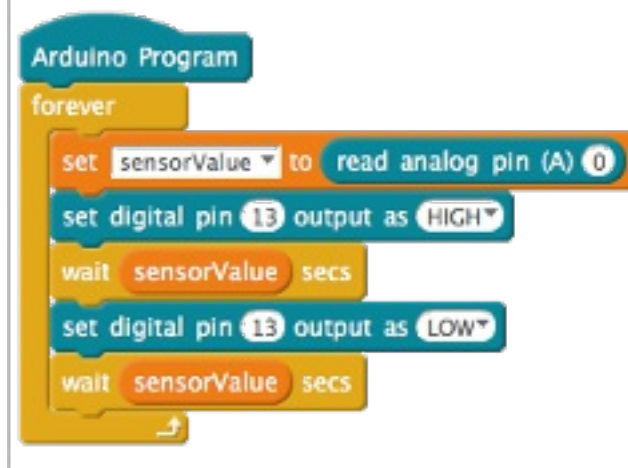 Arduino Program
forever
set sensorValue to read analog pin (A) 0
set digital pin 13 output as HIGH
wait sensorValue secs
set digital pin 13 output as LOW
wait sensorValue secs